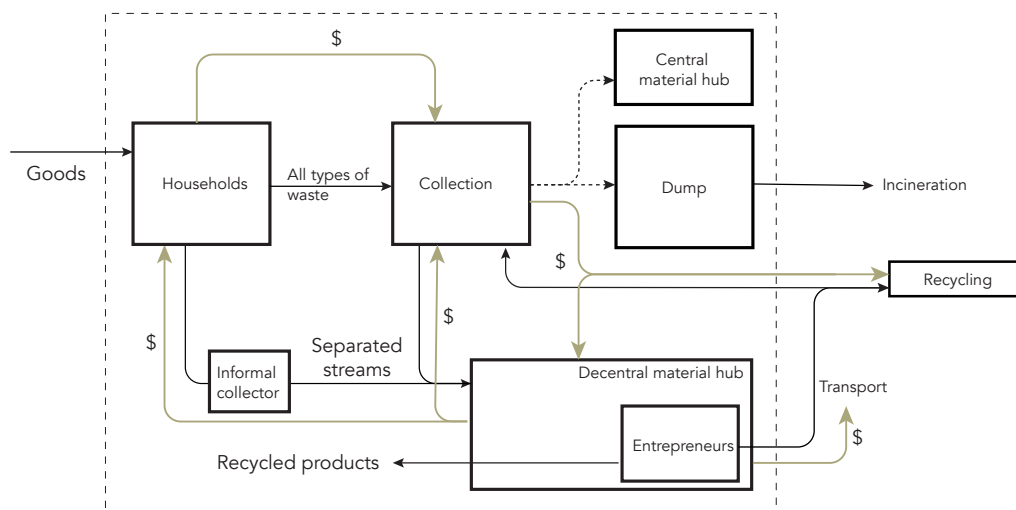 $
Central
material hub
Goods
Households
All types of
waste
Collection
Dump
Incineration
$
Recycling
$
$
Separated
streams
Informal
collector
Decentral material hub
Transport
Entrepreneurs
$
Recycled products